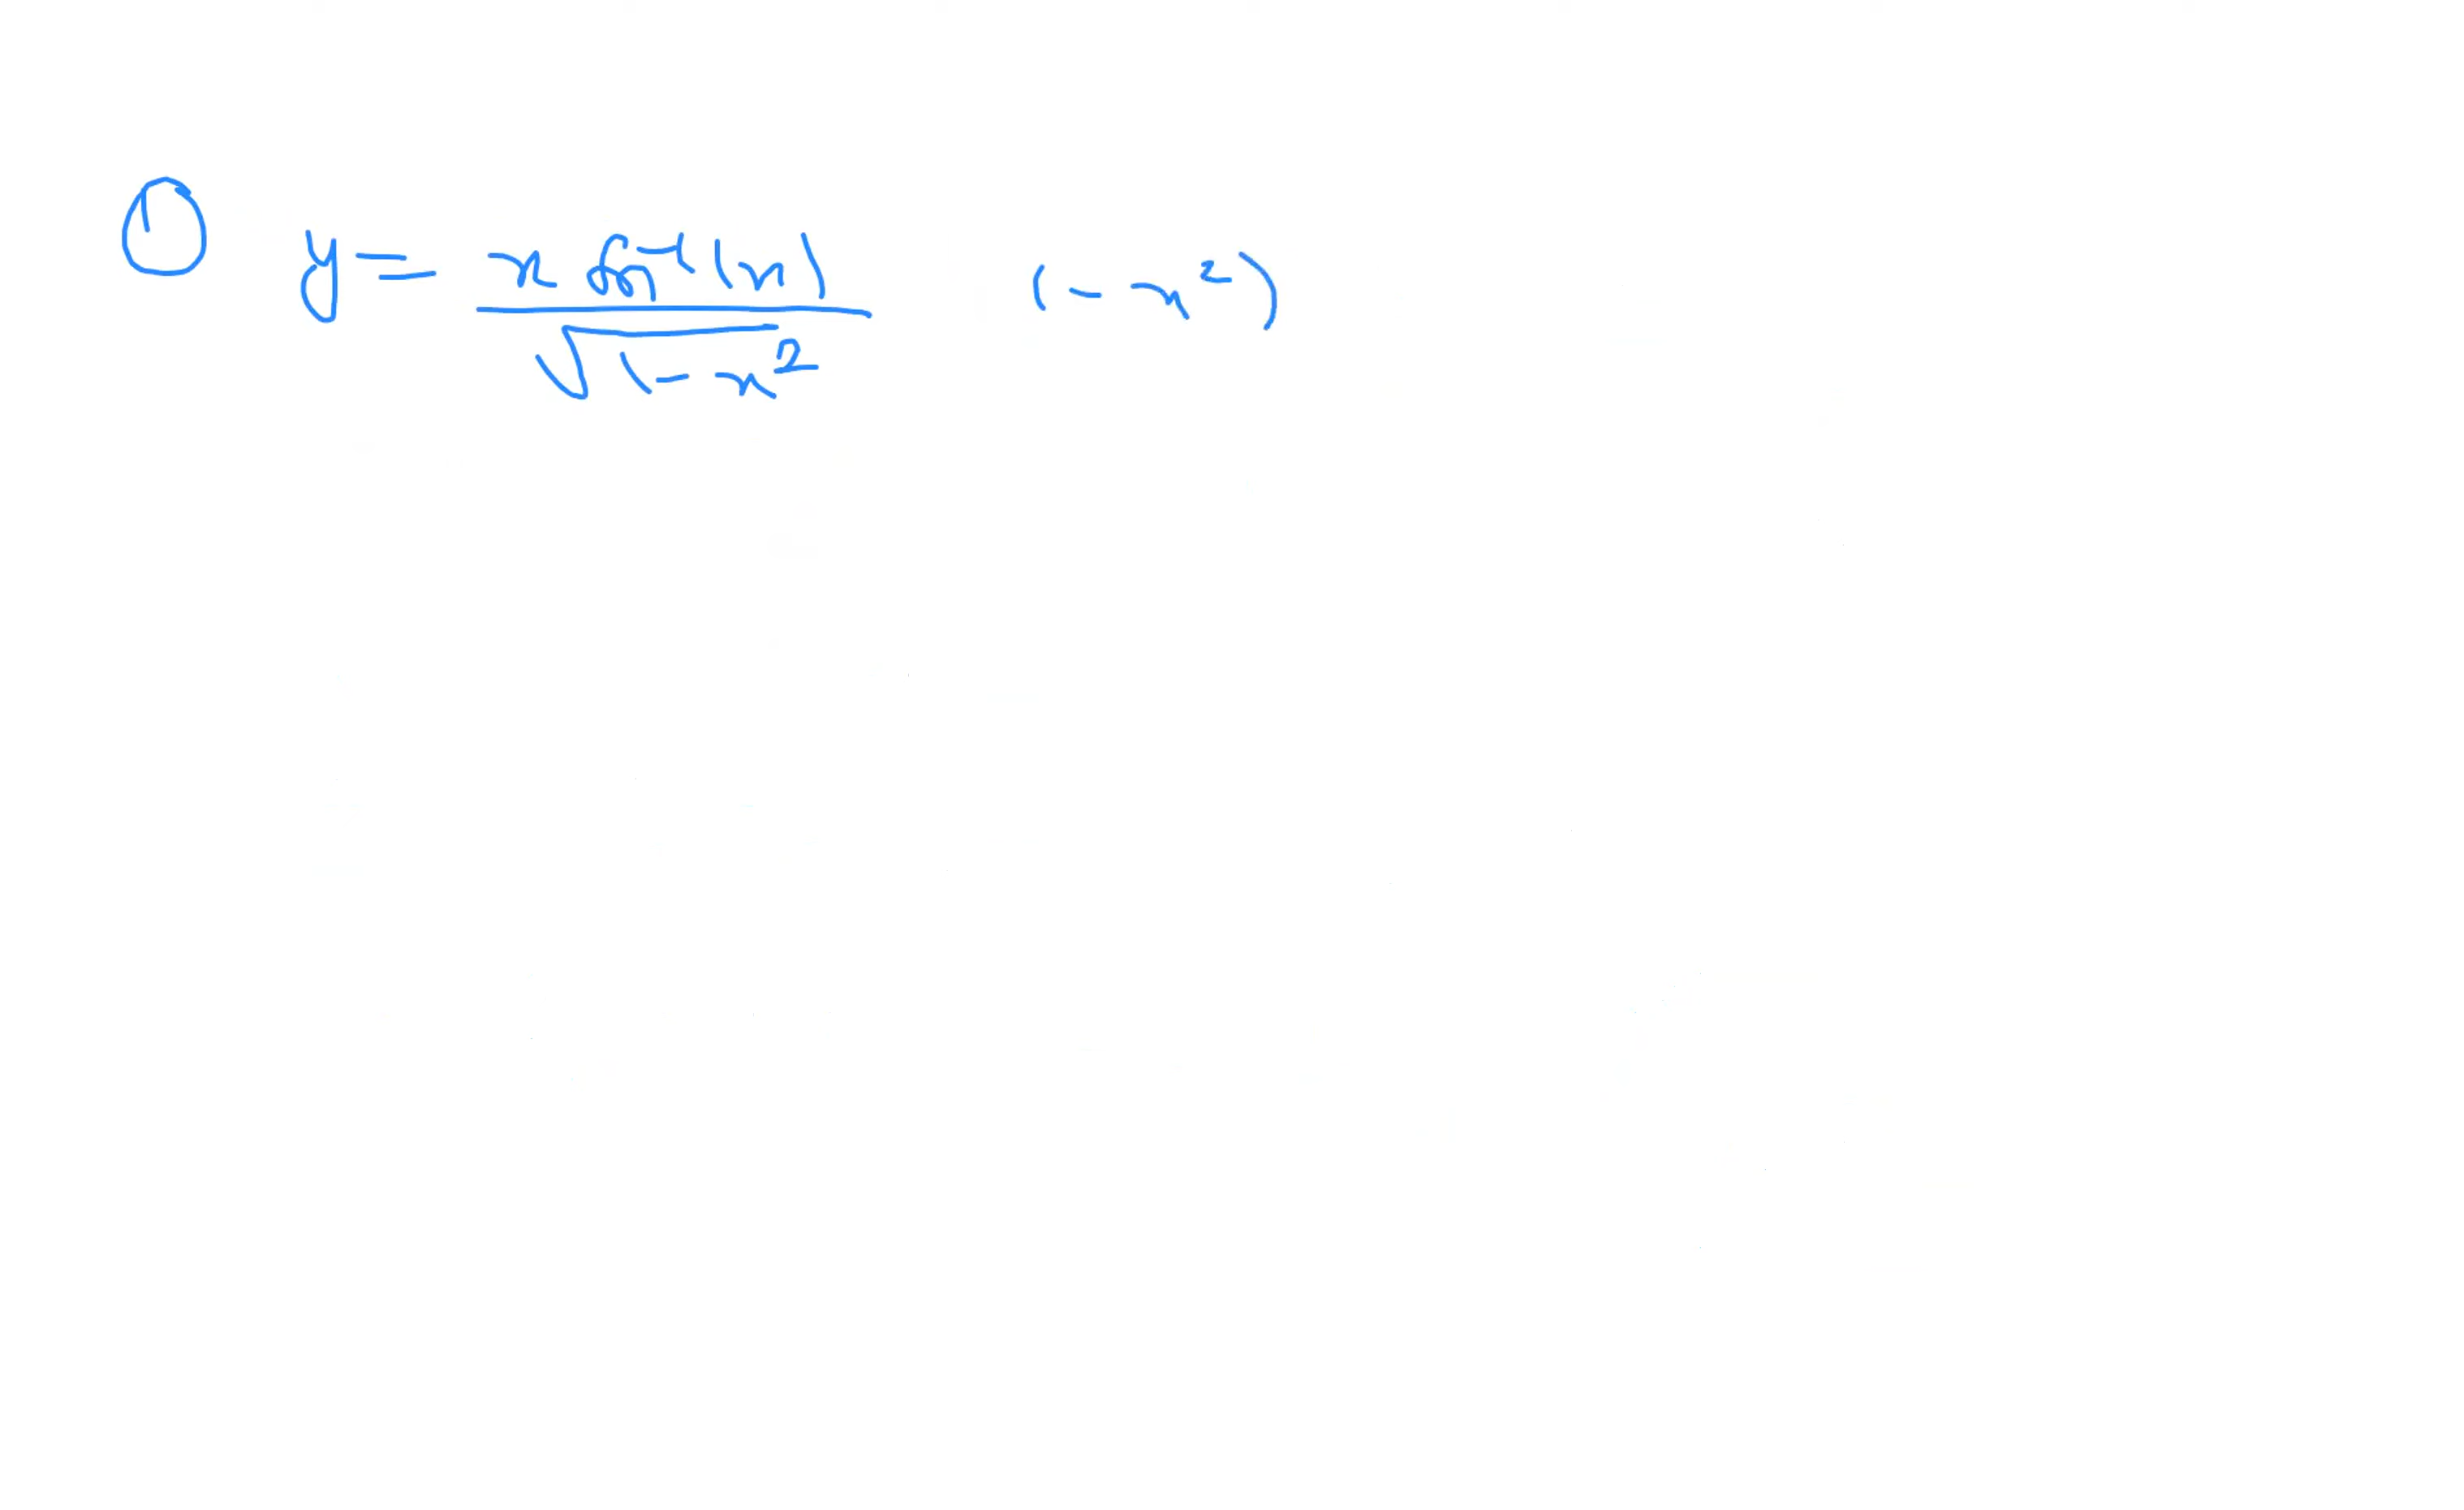 ① y = x sin⁻¹(x) / √(1 - x²) (1 - x²)